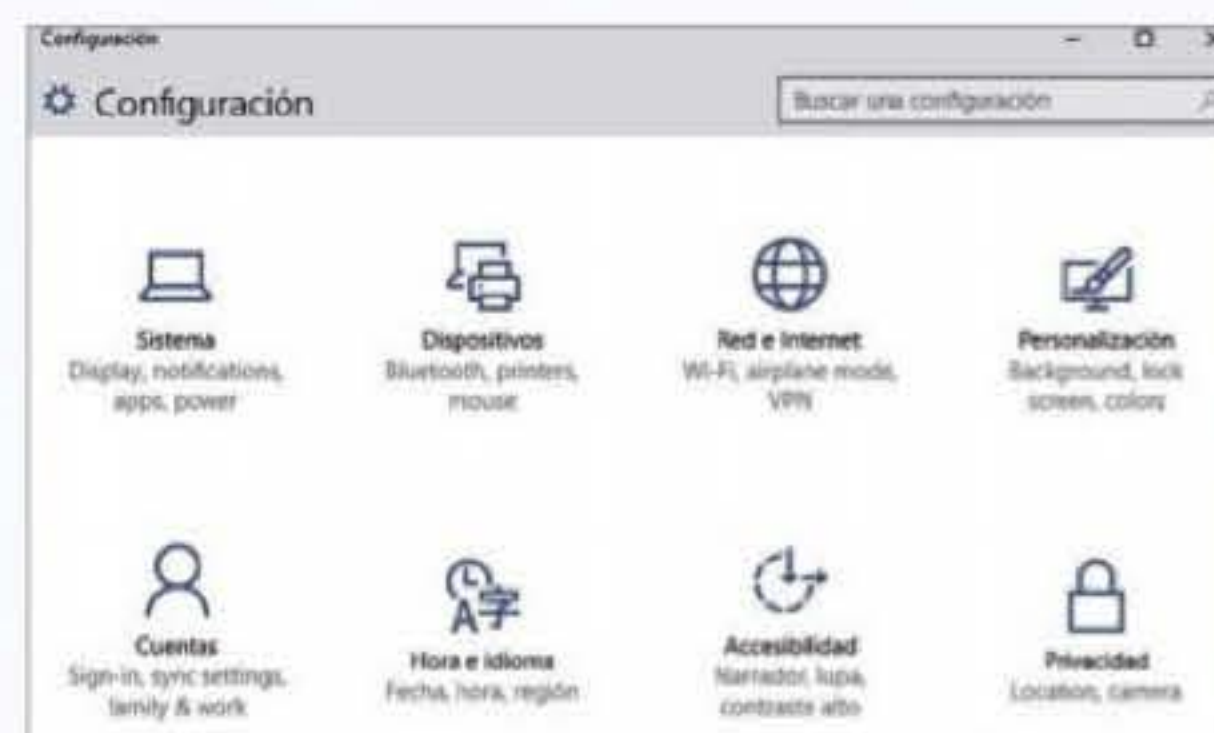 Configuración
Configuración
Buscar una configuración
Sistema
Display, notifications,
apps, power
Dispositivos
Bluetooth, printers,
mouse
Red e Internet
Wi-Fi, airplane mode,
VPN
Personalización
Background, lock
screen, colors
Cuentas
Sign-in, sync settings,
family & work
A字
Hora e idioma
Fecha, hora, región
Accesibilidad
Narrador, lupa,
contraste alto
Privacidad
Location, camera